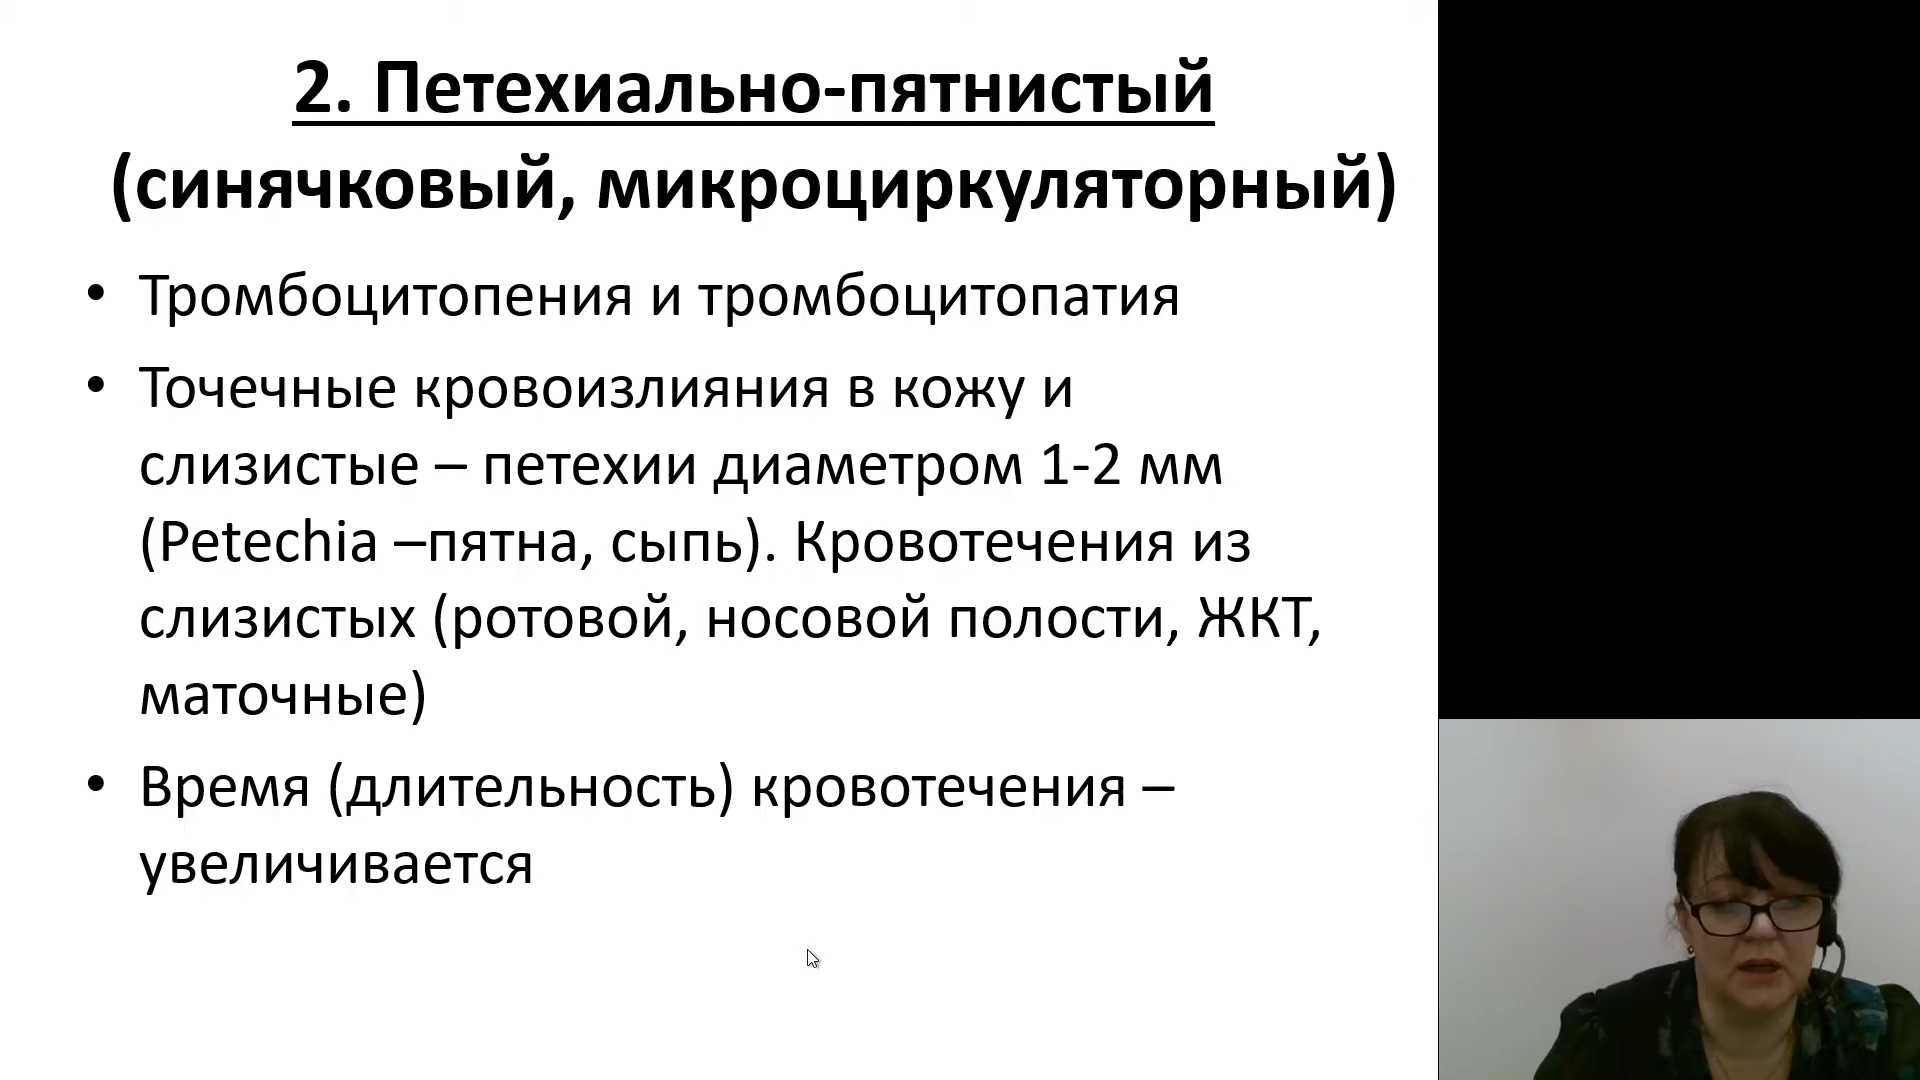 2. Петехиально-пятнистый
(синячковый, микроциркуляторный)
• Тромбоцитопения и тромбоцитопатия
• Точечные кровоизлияния в кожу и
слизистые – петехии диаметром 1-2 мм
(Petechia –пятна, сыпь). Кровотечения из
слизистых (ротовой, носовой полости, ЖКТ,
маточные)
• Время (длительность) кровотечения –
увеличивается